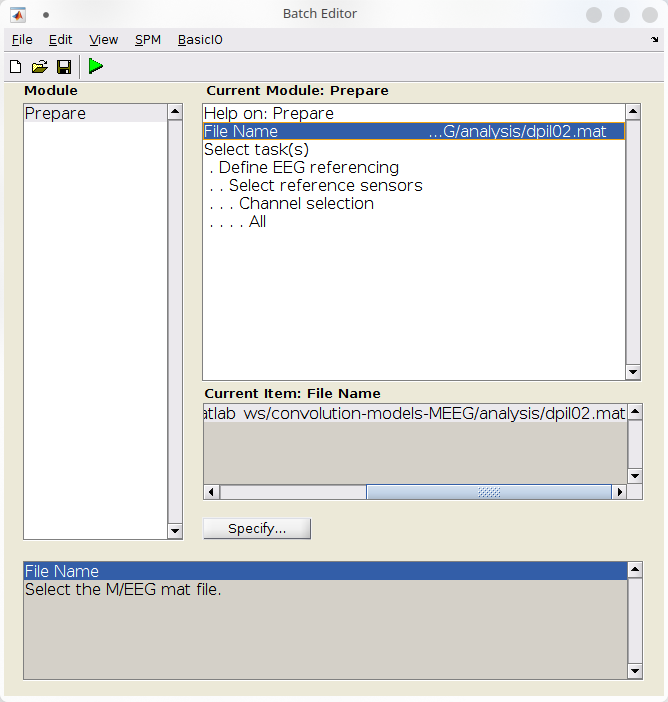 Batch Editor
File Edit View SPM BasicIO
Module
Current Module: Prepare
Prepare
Help on: Prepare
File Name ...G/analysis/dpil02.mat
Select task(s)
. Define EEG referencing
. . Select reference sensors
. . . Channel selection
. . . . All
Current Item: File Name
atlab_ws/convolution-models-MEEG/analysis/dpil02.mat
Specify...
File Name
Select the M/EEG mat file.